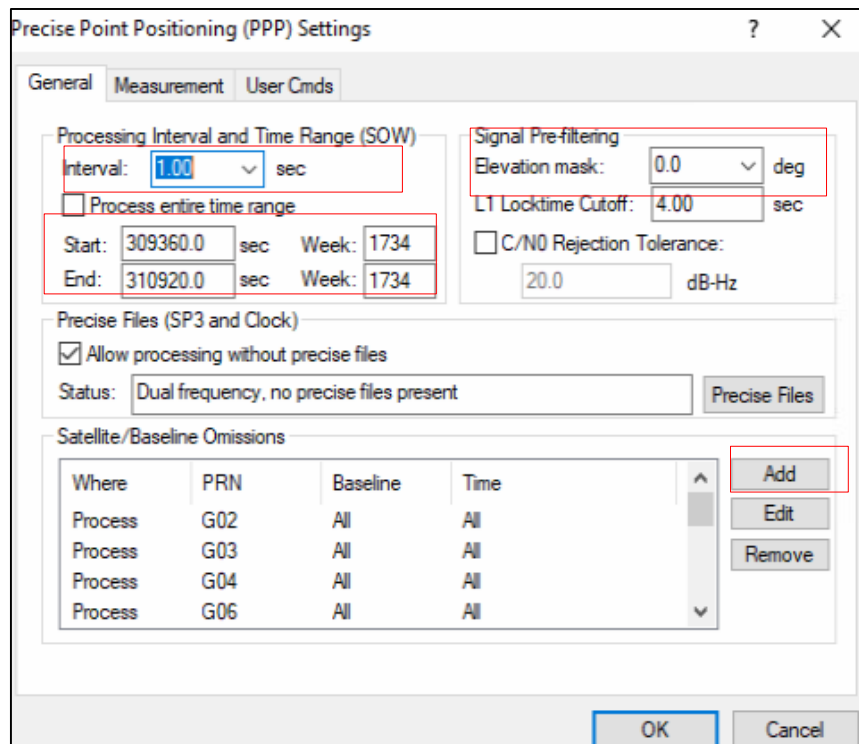 Precise Point Positioning (PPP) Settings ? X
General Measurement User Cmds
Processing Interval and Time Range (SOW)
Interval: 1.00 sec
Process entire time range
Start: 309360.0 sec Week: 1734
End: 310920.0 sec Week: 1734
Signal Pre-filtering
Elevation mask: 0.0 deg
L1 Locktime Cutoff: 4.00 sec
C/N0 Rejection Tolerance:
20.0 dB-Hz
Precise Files (SP3 and Clock)
Allow processing without precise files
Status: Dual frequency, no precise files present Precise Files
Satellite/Baseline Omissions
Where PRN Baseline Time
Process G02 All All
Process G03 All All
Process G04 All All
Process G06 All All
Add
Edit
Remove
OK Cancel